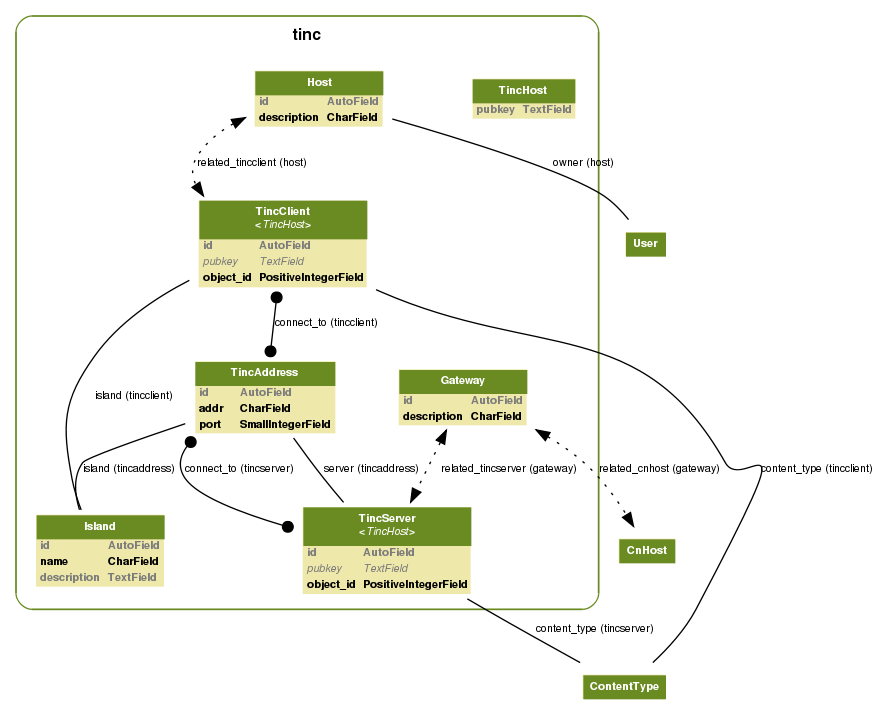 tinc
Host
id AutoField
description CharField
TincHost
pubkey TextField
related_tincclient (host)
owner (host)
TincClient
<TincHost>
id AutoField
pubkey TextField
object_id PositiveIntegerField
User
connect_to (tincclient)
TincAddress
id AutoField
addr CharField
port SmallIntegerField
Gateway
id AutoField
description CharField
island (tincclient)
island (tincaddress)
connect_to (tincserver)
server (tincaddress)
related_tincserver (gateway)
related_cnhost (gateway)
content_type (tincclient)
Island
id AutoField
name CharField
description TextField
TincServer
<TincHost>
id AutoField
pubkey TextField
object_id PositiveIntegerField
CnHost
content_type (tincserver)
ContentType